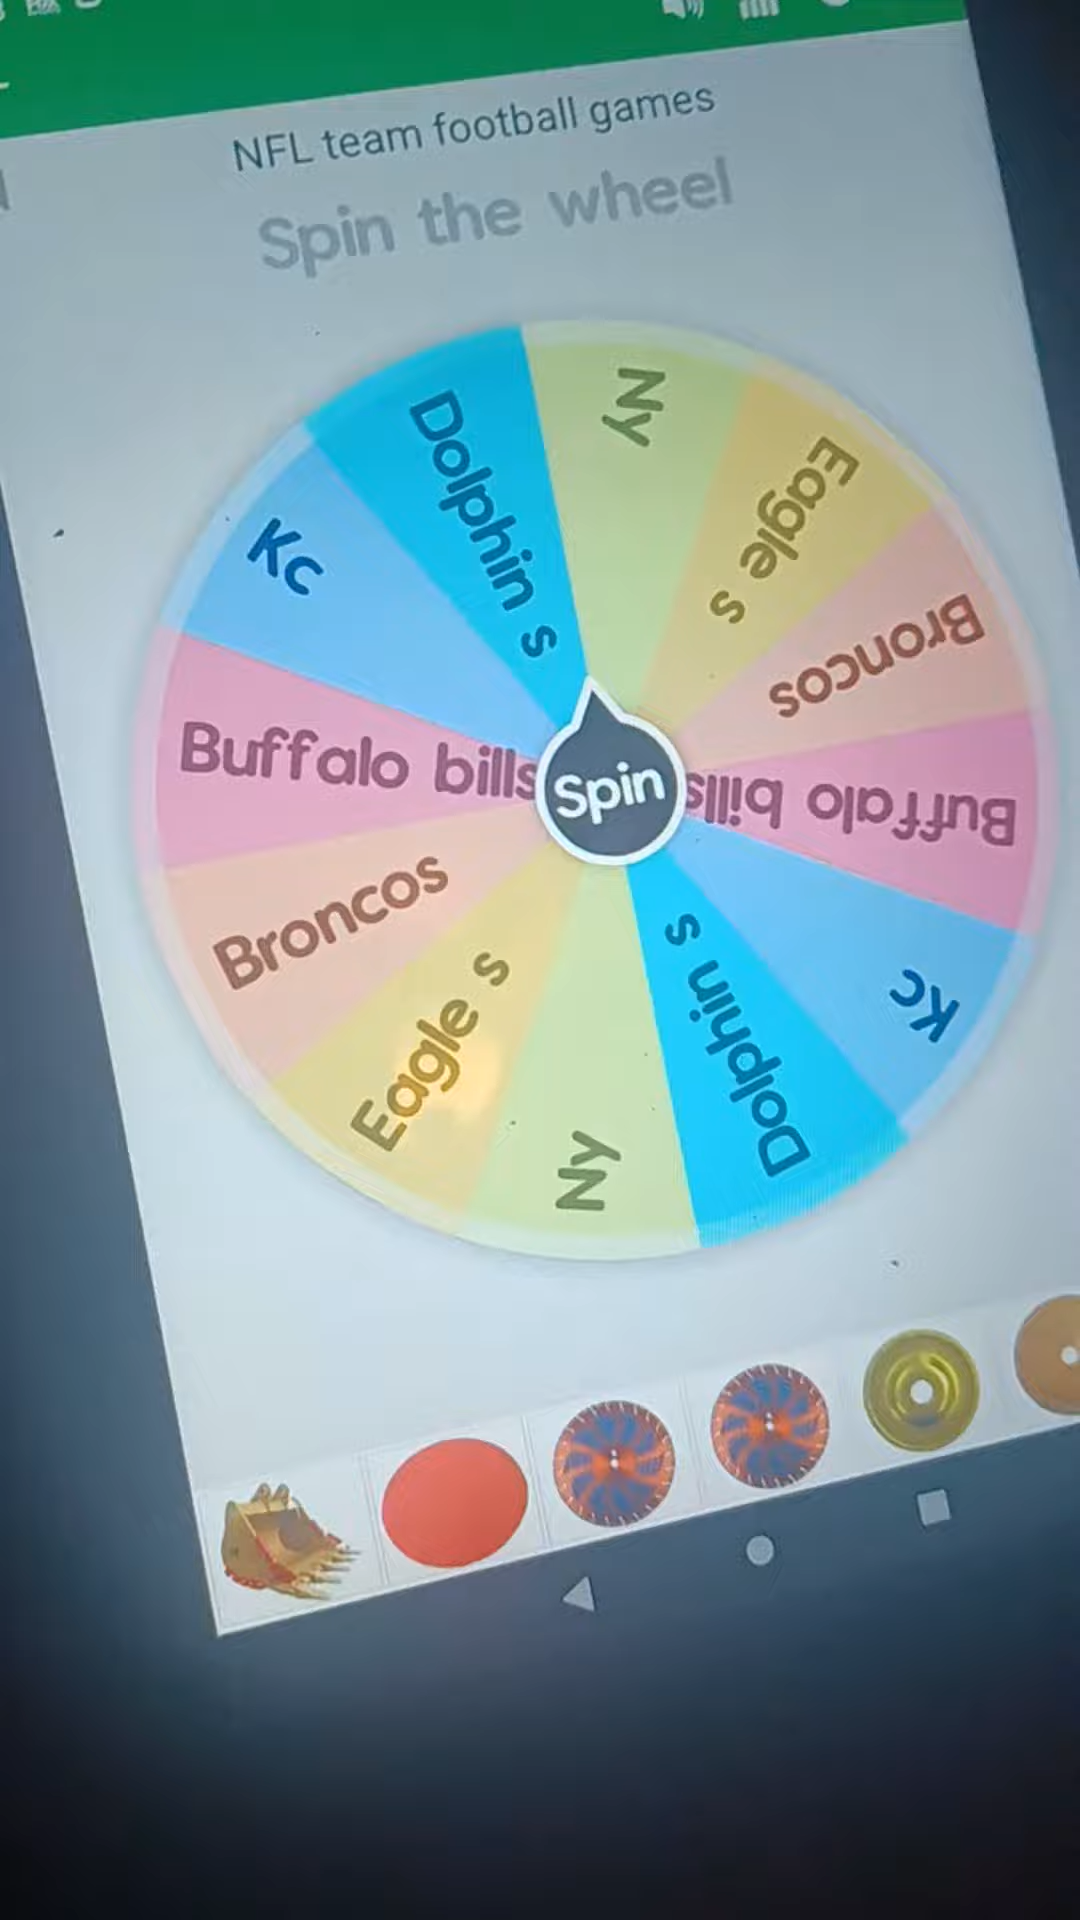 NFL team football games
Spin the wheel
Ny
Eagle s
Broncos
Buffalo bills
Kc
Dolphin s
Ny
Eagle s
Broncos
Buffalo bills
Kc
Dolphin s
Spin